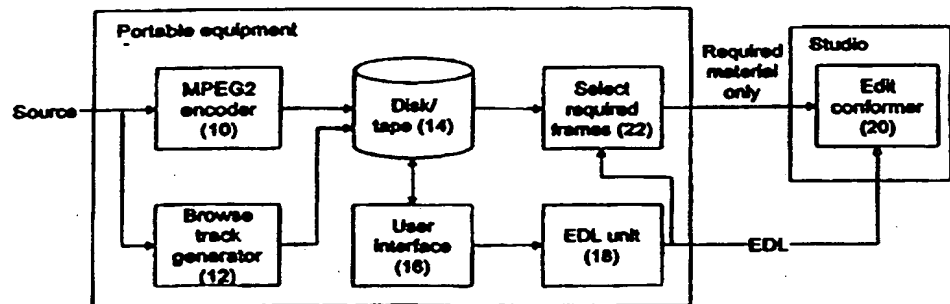 Portable equipment
Required
material
only
Studio
Source
MPEG2
encoder
(10)
Disk/
tape (14)
Select
required
frames (22)
Edit
conformer
(20)
Browse
track
generator
(12)
User
interface
(16)
EDL unit
(18)
EDL